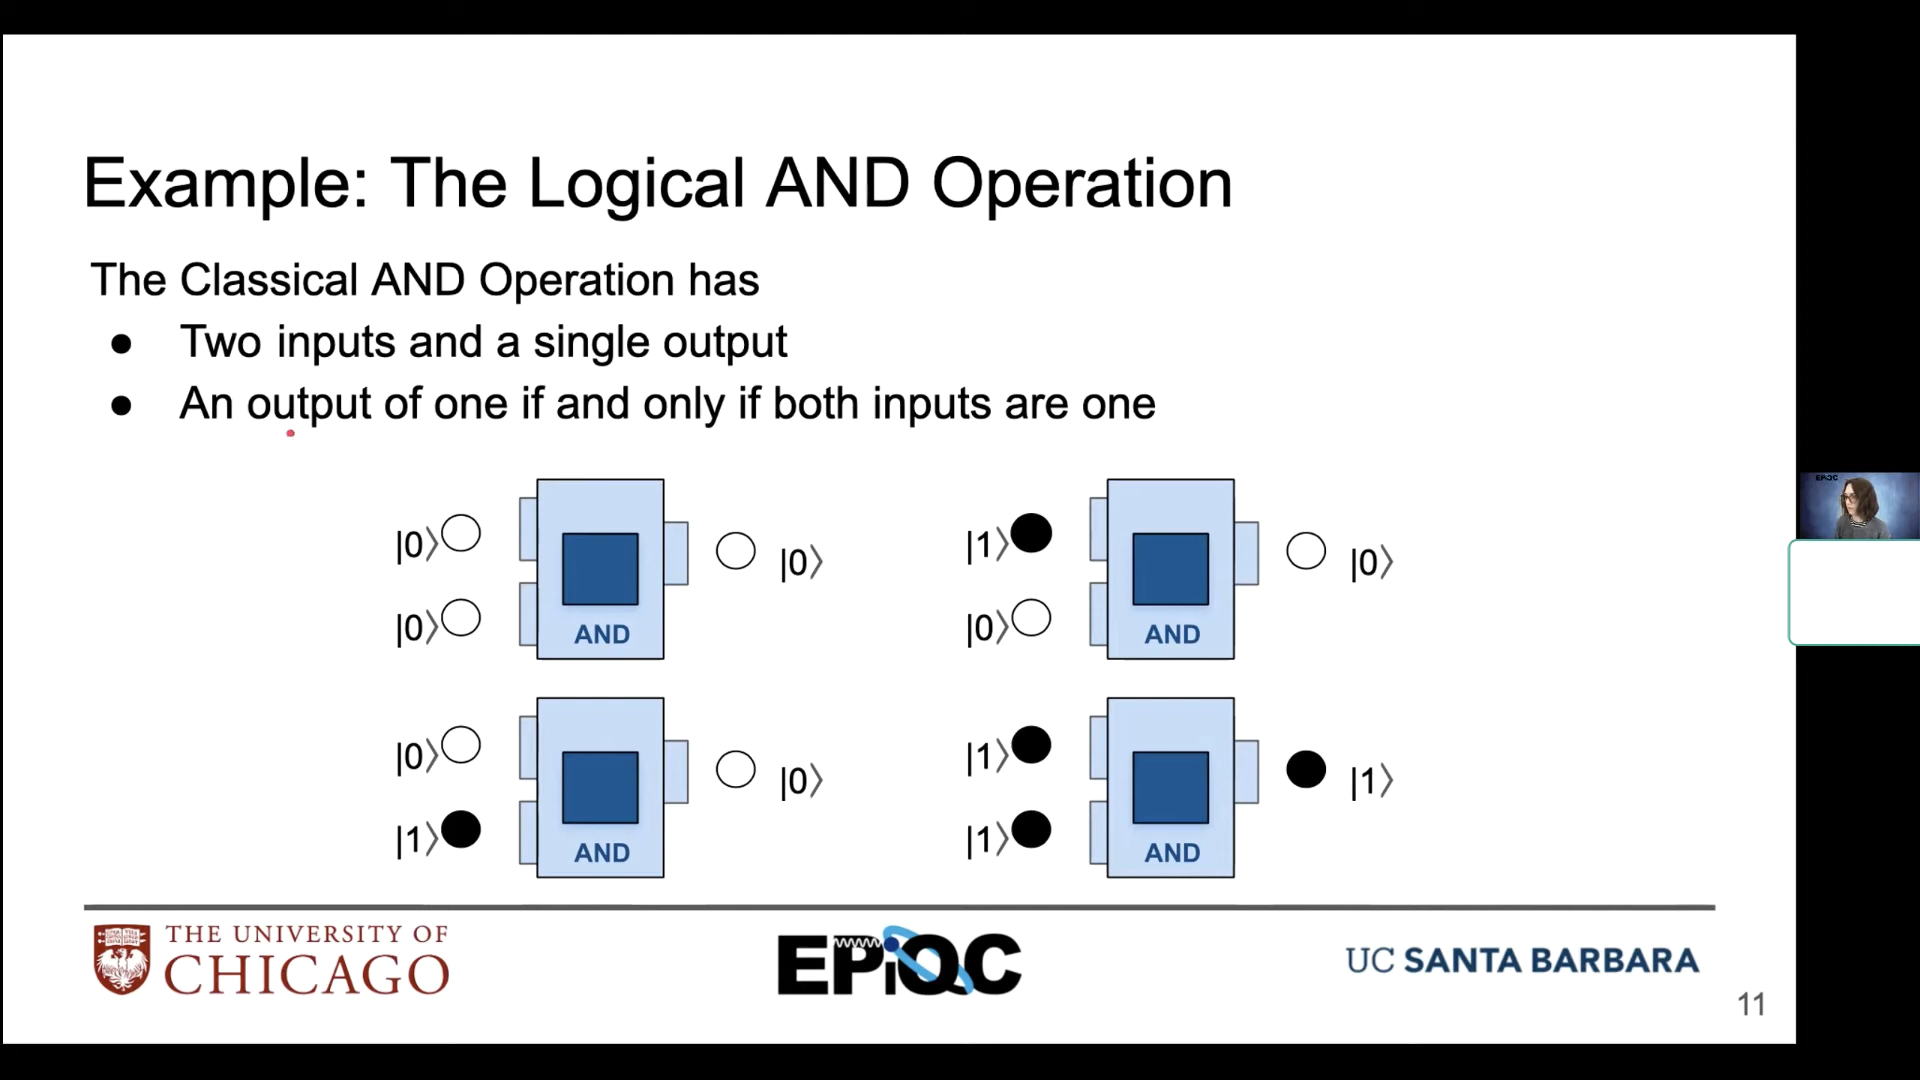 Example: The Logical AND Operation
The Classical AND Operation has
● Two inputs and a single output
● An output of one if and only if both inputs are one
|0⟩
|0⟩
AND
|0⟩
|1⟩
|0⟩
AND
|0⟩
|0⟩
|1⟩
AND
|0⟩
|1⟩
|1⟩
AND
|1⟩
THE UNIVERSITY OF
CHICAGO
EPiQC
UC SANTA BARBARA
11
EPiQC